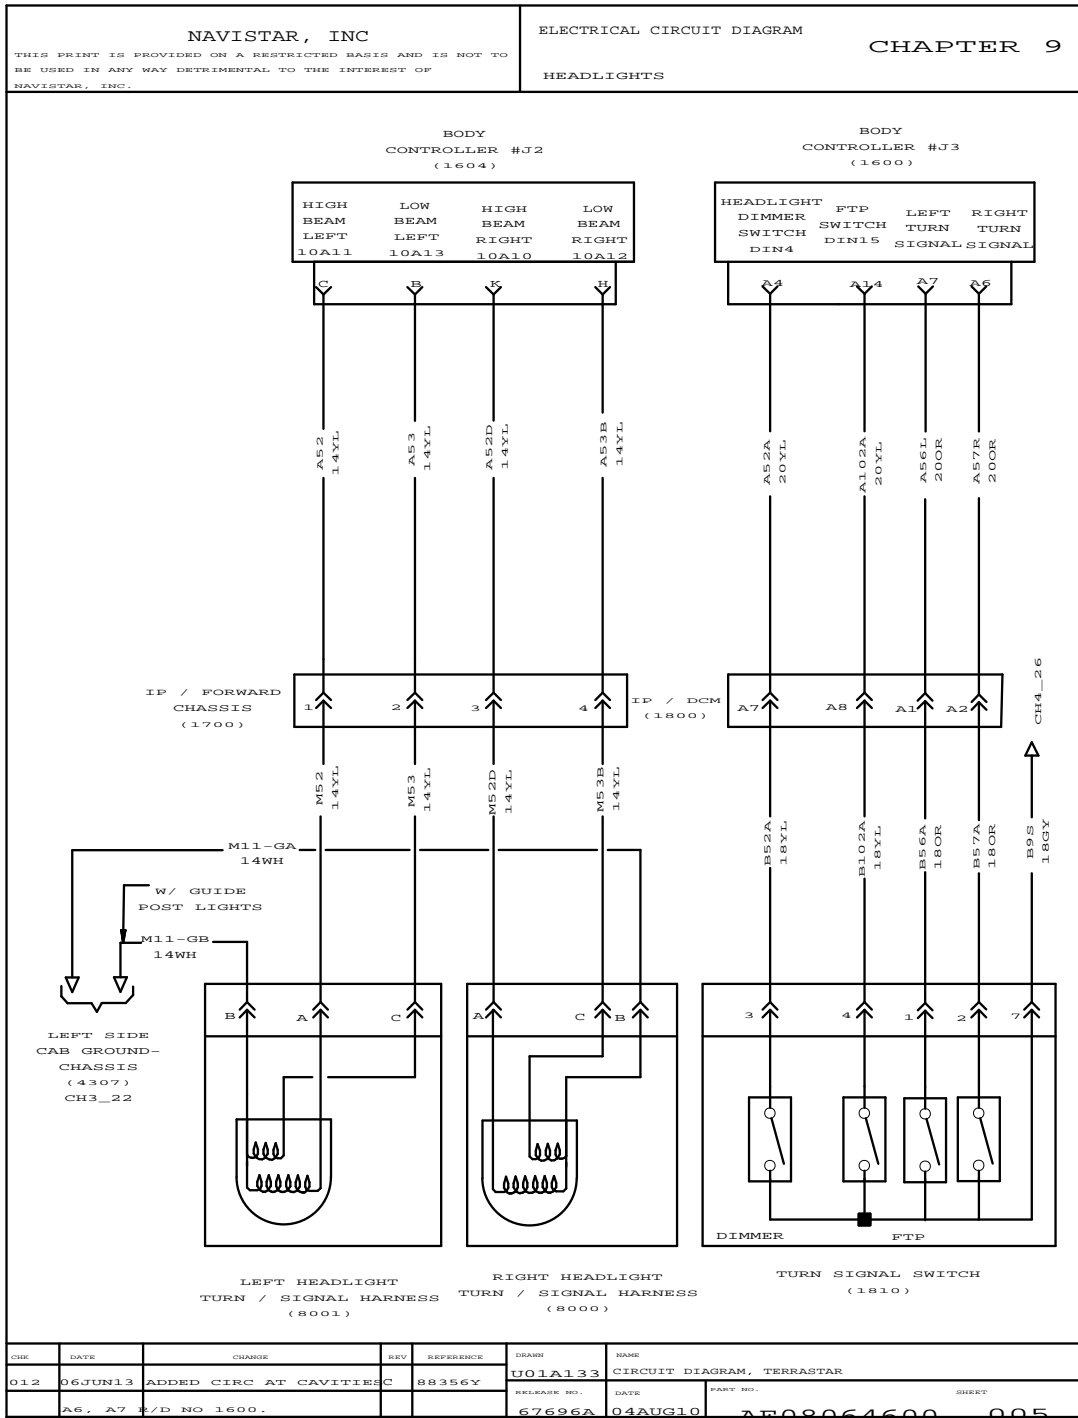 NAVISTAR, INC
THIS PRINT IS PROVIDED ON A RESTRICTED BASIS AND IS NOT TO
BE USED IN ANY WAY DETRIMENTAL TO THE INTEREST OF
NAVISTAR, INC.
ELECTRICAL CIRCUIT DIAGRAM
HEADLIGHTS
CHAPTER 9
BODY
CONTROLLER #J2
(1604)
BODY
CONTROLLER #J3
(1600)
HIGH
BEAM
LEFT
10A11
LOW
BEAM
LEFT
10A13
HIGH
BEAM
RIGHT
10A10
LOW
BEAM
RIGHT
10A12
HEADLIGHT
DIMMER
SWITCH
DIN4
FTP
SWITCH
DIN15
LEFT
TURN
SIGNAL
RIGHT
TURN
SIGNAL
C
B
K
H
A4
A14
A7
A6
A52
14YL
A53
14YL
A52D
14YL
A53B
14YL
A52A
20YL
A102A
20YL
A56L
20OR
A57R
20OR
IP / FORWARD
CHASSIS
(1700)
1
2
3
4
IP / DCM
(1800)
A7
A8
A1
A2
CH4_26
M52
14YL
M53
14YL
M52D
14YL
M53B
14YL
B52A
18YL
B102A
18YL
B56A
18OR
B57A
18OR
B9S
18GY
M11-GA
14WH
W/ GUIDE
POST LIGHTS
M11-GB
14WH
LEFT SIDE
CAB GROUND-
CHASSIS
(4307)
CH3_22
B
A
C
A
C
B
3
4
1
2
7
DIMMER
FTP
LEFT HEADLIGHT
TURN / SIGNAL HARNESS
(8001)
RIGHT HEADLIGHT
TURN / SIGNAL HARNESS
(8000)
TURN SIGNAL SWITCH
(1810)
CHK
DATE
CHANGE
REV
REFERENCE
DRAWN
NAME
012
06JUN13
ADDED CIRC AT CAVITIES
C
88356Y
U01A133
CIRCUIT DIAGRAM, TERRASTAR
A6, A7 R/D NO 1600.
RELEASE NO.
DATE
PART NO.
SHEET
67696A
04AUG10
AE08064600
005